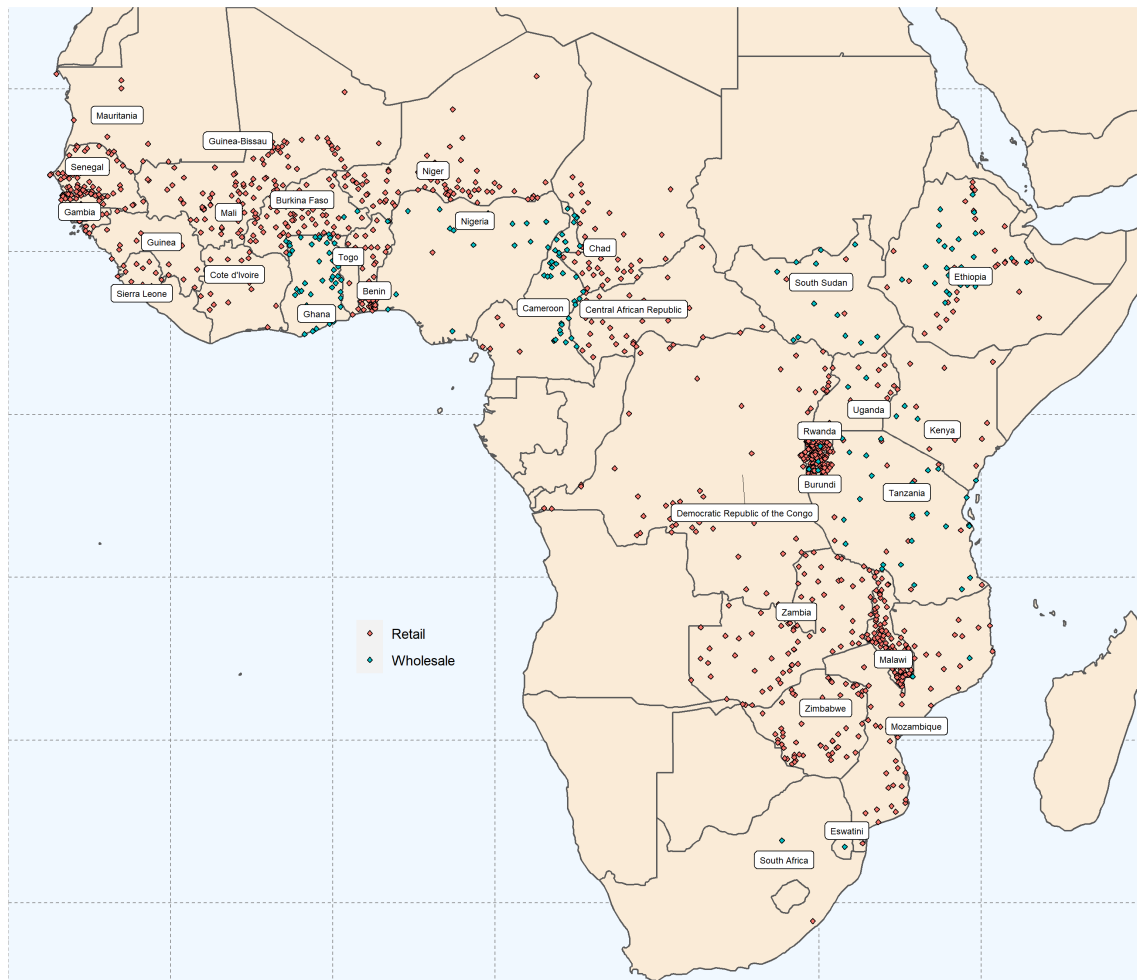 Mauritania
Guinea-Bissau
Senegal
Niger
Burkina Faso
Gambia
Mali
Nigeria
Guinea
Chad
Togo
Cote d'Ivoire
South Sudan
Ethiopia
Sierra Leone
Benin
Ghana
Cameroon
Central African Republic
Uganda
Rwanda
Kenya
Burundi
Tanzania
Democratic Republic of the Congo
Zambia
Retail
Wholesale
Malawi
Zimbabwe
Mozambique
Eswatini
South Africa